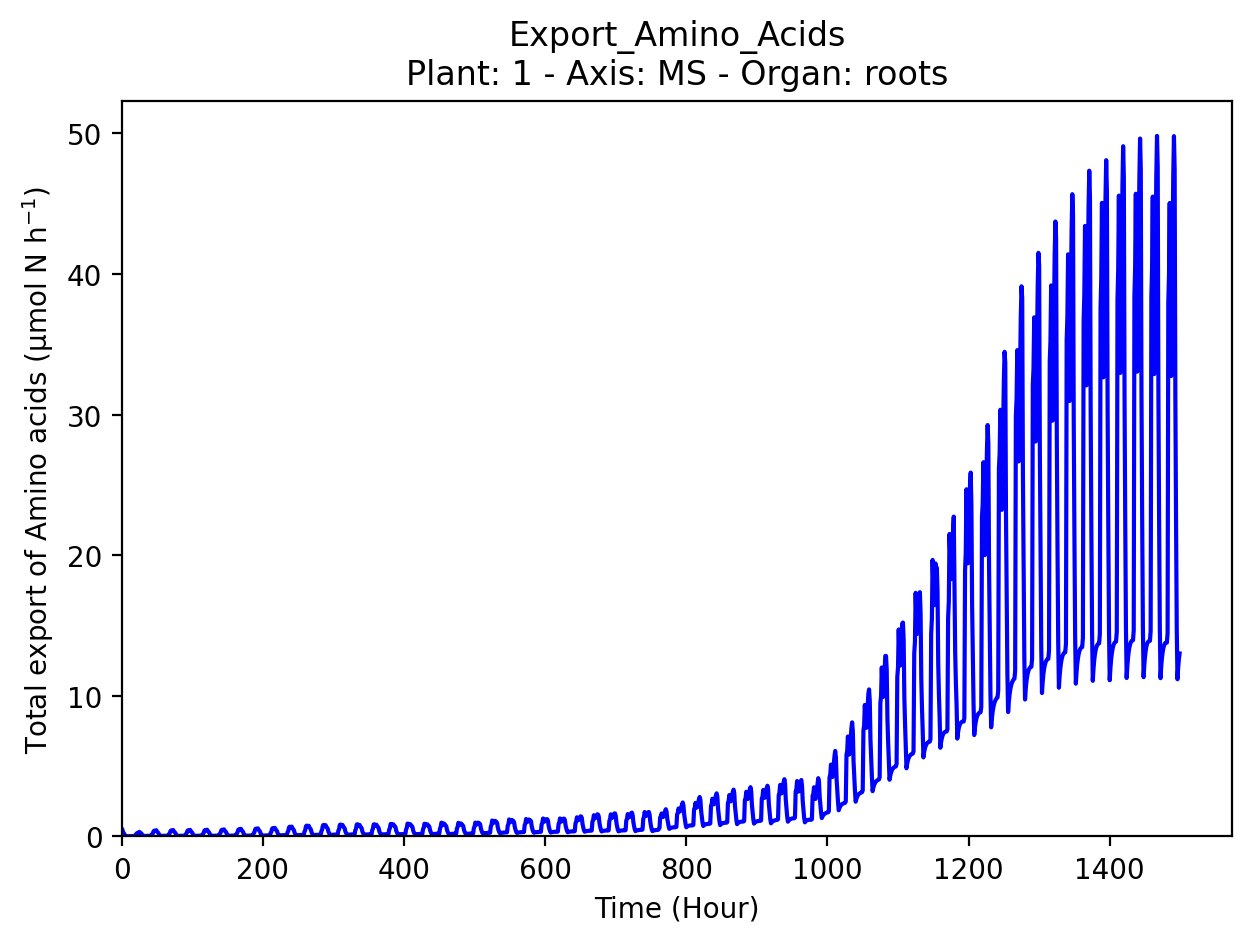 Export_Amino_Acids
Plant: 1 - Axis: MS - Organ: roots
Total export of Amino acids (µmol N h⁻¹)
50
40
30
20
10
0
0 200 400 600 800 1000 1200 1400
Time (Hour)